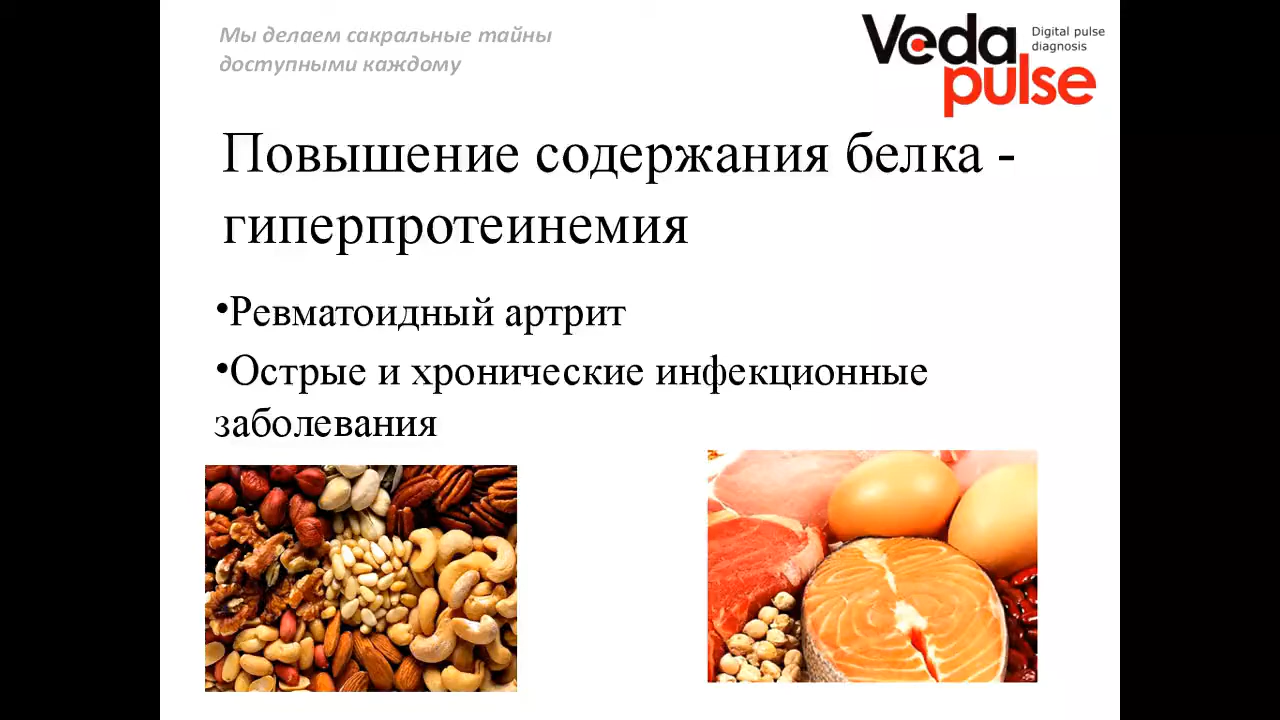 Мы делаем сакральные тайны
доступными каждому
Veda
pulse
Digital pulse
diagnosis
Повышение содержания белка -
гиперпротеинемия
•Ревматоидный артрит
•Острые и хронические инфекционные
заболевания